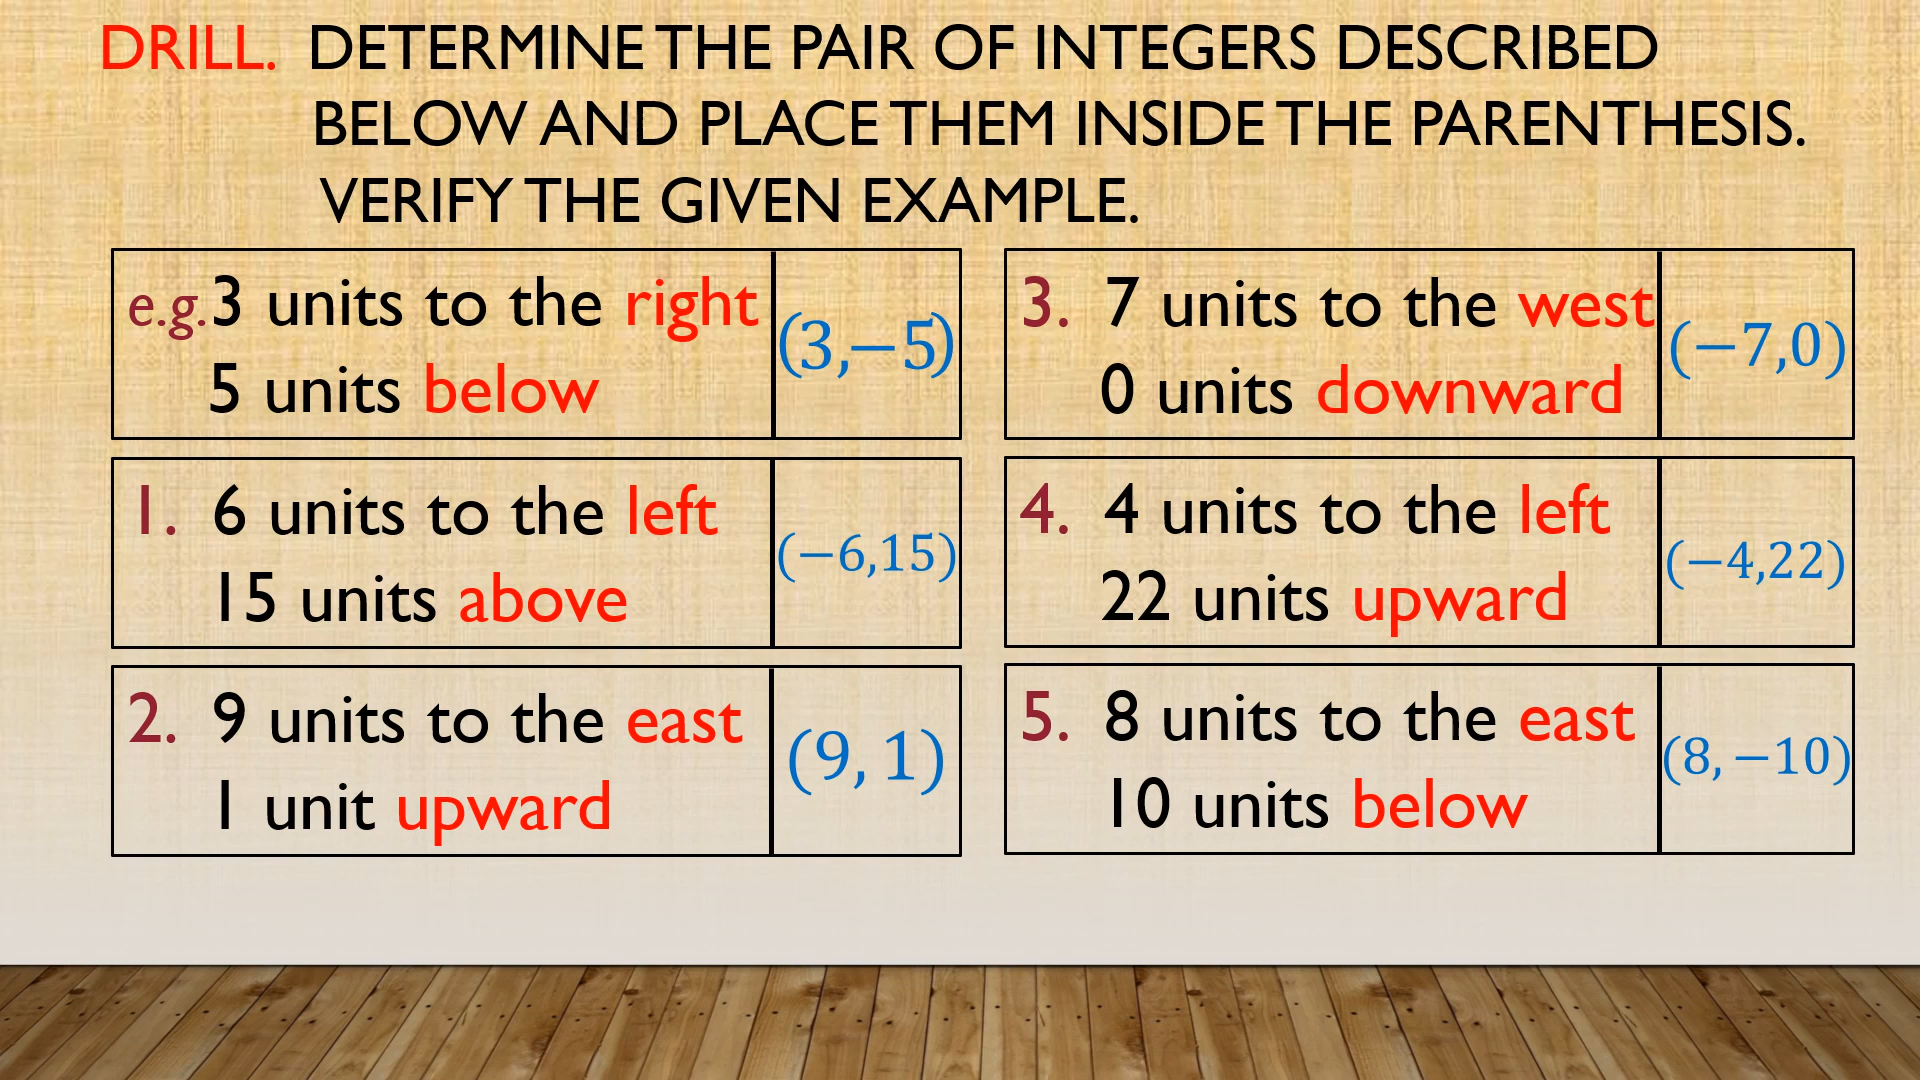 DRILL. DETERMINE THE PAIR OF INTEGERS DESCRIBED
BELOW AND PLACE THEM INSIDE THE PARENTHESIS.
VERIFY THE GIVEN EXAMPLE.
e.g. 3 units to the right
5 units below
(3,−5)
1. 6 units to the left
15 units above
(−6,15)
2. 9 units to the east
1 unit upward
(9, 1)
3. 7 units to the west
0 units downward
(−7,0)
4. 4 units to the left
22 units upward
(−4,22)
5. 8 units to the east
10 units below
(8, −10)